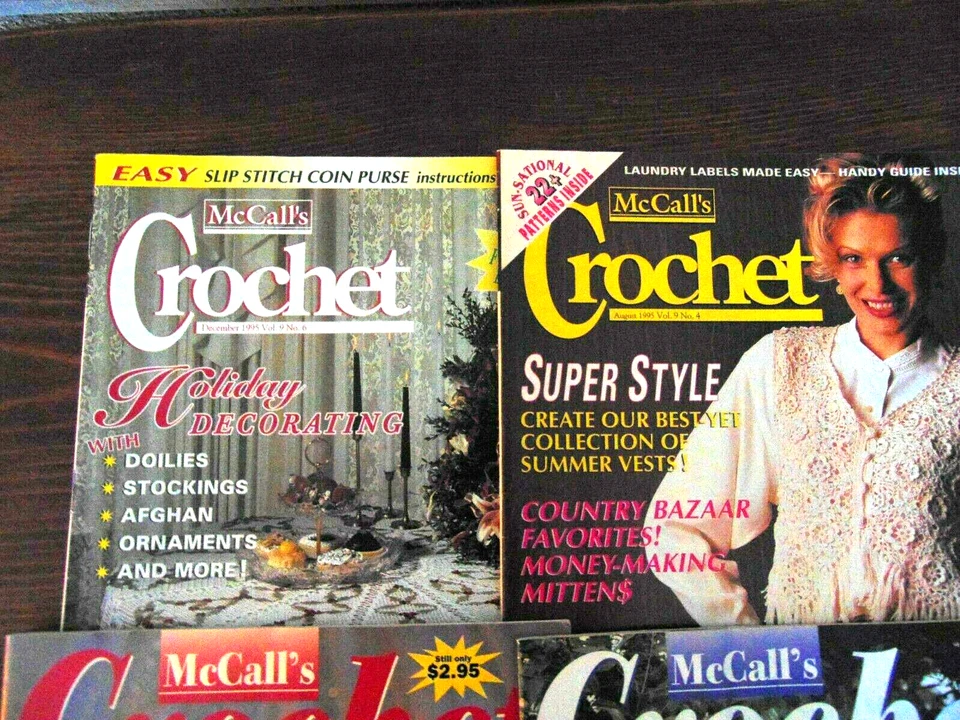 EASY SLIP STITCH COIN PURSE instructions
McCall's
Crochet
December 1995 Vol. 9 No. 6
Holiday
DECORATING
WITH
DOILIES
STOCKINGS
AFGHAN
ORNAMENTS
AND MORE!
SUN-SATIONAL
22
PATTERNS INSIDE
LAUNDRY LABELS MADE EASY— HANDY GUIDE
McCall's
Crochet
August 1995 Vol. 9 No. 4
SUPER STYLE
CREATE OUR BEST YET
COLLECTION OF
SUMMER VESTS!
COUNTRY BAZAAR
FAVORITES!
MONEY-MAKING
MITTEN$
McCall's
Still only
$2.95
Crochet
McCall's
Crochet